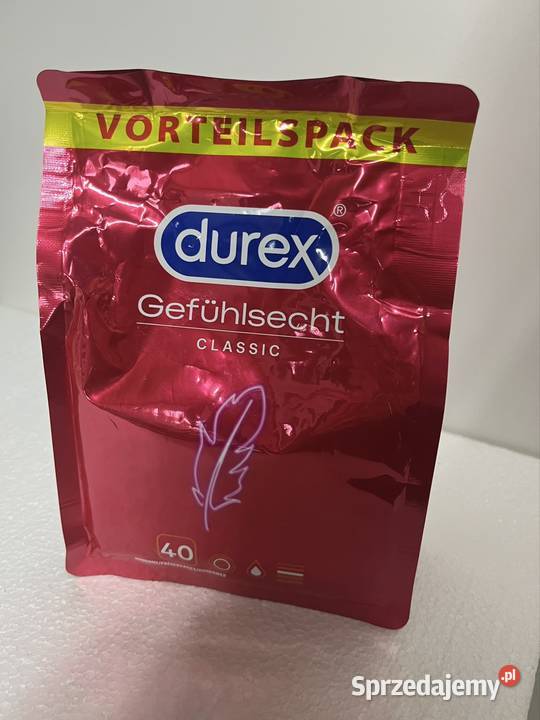 VORTEILSPACK
durex®
Gefühlsecht
CLASSIC
40
Sprzedajemy.pl